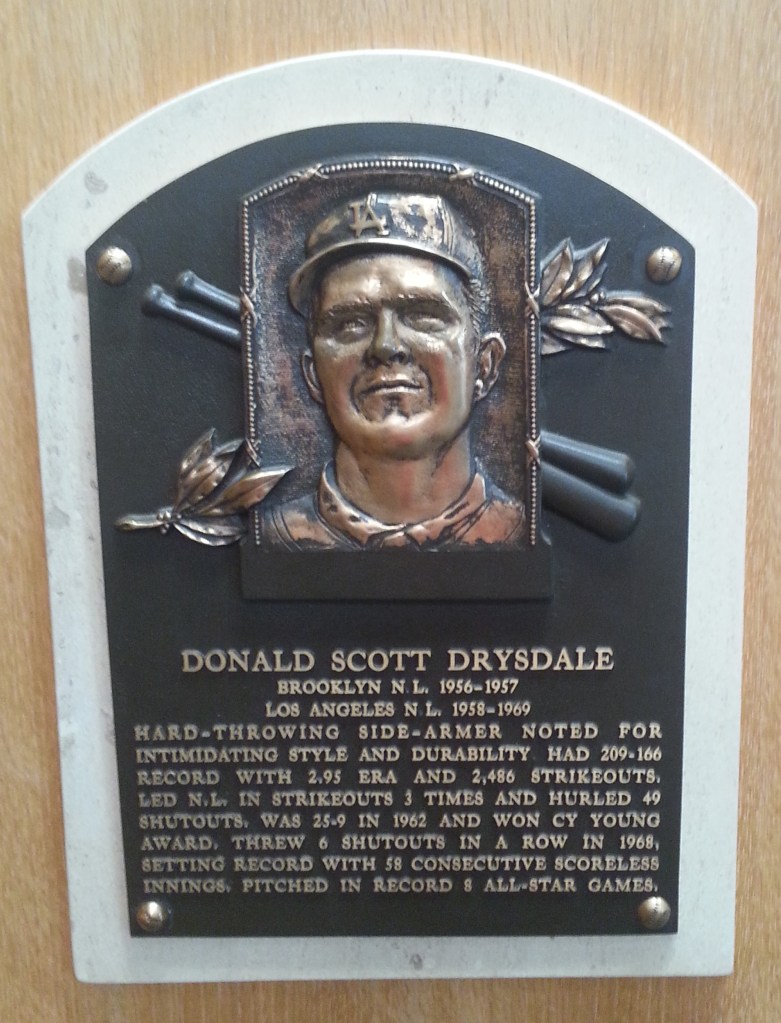 LA
DONALD SCOTT DRYSDALE
BROOKLYN N.L. 1956-1957
LOS ANGELES N.L. 1958-1969
HARD-THROWING SIDE-ARMER NOTED FOR
INTIMIDATING STYLE AND DURABILITY. HAD 209-166
RECORD WITH 2.95 ERA AND 2,486 STRIKEOUTS.
LED N.L. IN STRIKEOUTS 3 TIMES AND HURLED 49
SHUTOUTS. WAS 25-9 IN 1962 AND WON CY YOUNG
AWARD. THREW 6 SHUTOUTS IN A ROW IN 1968,
SETTING RECORD WITH 58 CONSECUTIVE SCORELESS
INNINGS. PITCHED IN RECORD 8 ALL-STAR GAMES.